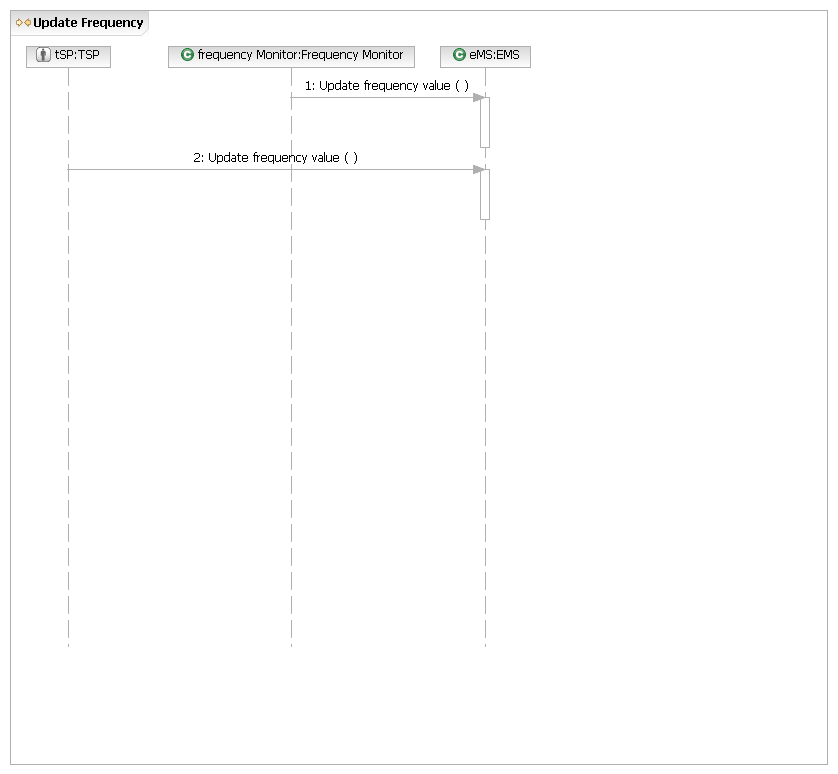 Update Frequency
tSP:TSP
frequency Monitor:Frequency Monitor
eMS:EMS
1: Update frequency value ( )
2: Update frequency value ( )